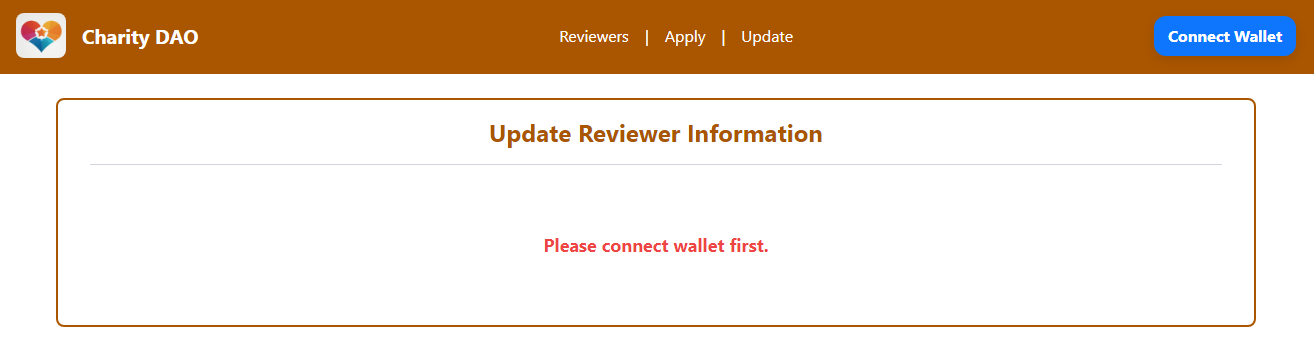 Charity DAO
Reviewers | Apply | Update
Connect Wallet
Update Reviewer Information
Please connect wallet first.